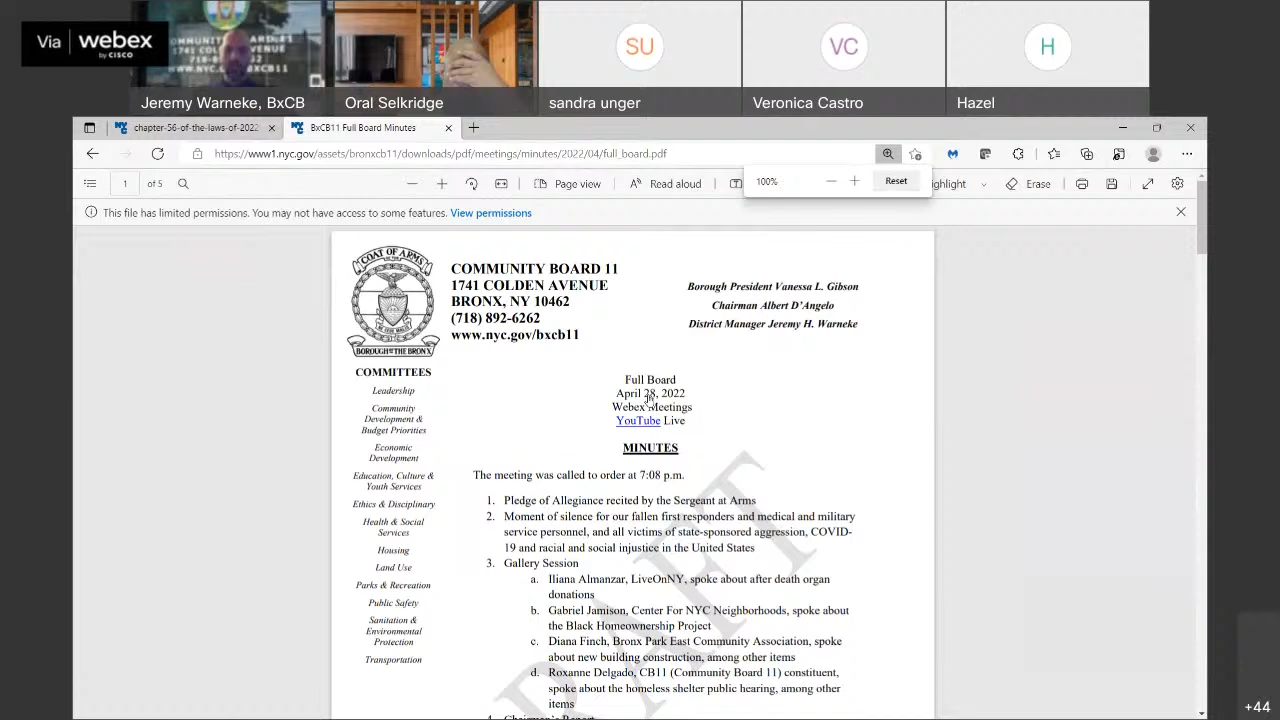 Via webex
by CISCO
1741 COLDEN AVENUE
Jeremy Warneke, BxCB
Oral Selkridge
SU
sandra unger
VC
Veronica Castro
H
Hazel
chapter-56-of-the-laws-of-2022
BxCB11 Full Board Minutes
https://www1.nyc.gov/assets/bronxcb11/downloads/pdf/meetings/minutes/2022/04/full_board.pdf
1 of 5
Page view
Read aloud
100%
Reset
highlight
Erase
This file has limited permissions. You may not have access to some features. View permissions
COAT OF ARMS
BOROUGH OF THE BRONX
COMMUNITY BOARD 11
1741 COLDEN AVENUE
BRONX, NY 10462
(718) 892-6262
www.nyc.gov/bxcb11
Borough President Vanessa L. Gibson
Chairman Albert D'Angelo
District Manager Jeremy H. Warneke
COMMITTEES
Leadership
Community
Development &
Budget Priorities
Economic
Development
Education, Culture &
Youth Services
Ethics & Disciplinary
Health & Social
Services
Housing
Land Use
Parks & Recreation
Public Safety
Sanitation &
Environmental
Protection
Transportation
Full Board
April 28, 2022
Webex Meetings
YouTube Live
MINUTES
The meeting was called to order at 7:08 p.m.
1. Pledge of Allegiance recited by the Sergeant at Arms
2. Moment of silence for our fallen first responders and medical and military
service personnel, and all victims of state-sponsored aggression, COVID-
19 and racial and social injustice in the United States
3. Gallery Session
a. Iliana Almanzar, LiveOnNY, spoke about after death organ
donations
b. Gabriel Jamison, Center For NYC Neighborhoods, spoke about
the Black Homeownership Project
c. Diana Finch, Bronx Park East Community Association, spoke
about new building construction, among other items
d. Roxanne Delgado, CB11 (Community Board 11) constituent,
spoke about the homeless shelter public hearing, among other
items
4. Chairman's Report
+44